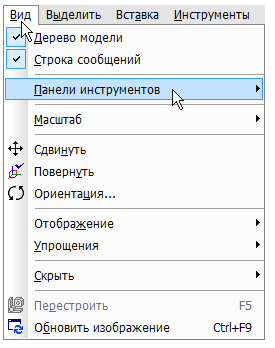 Вид Выделить Вставка Инструменты
Дерево модели
Строка сообщений
Панели инструментов
Масштаб
Сдвинуть
Повернуть
Ориентация...
Отображение
Упрощения
Скрыть
Перестроить F5
Обновить изображение Ctrl+F9